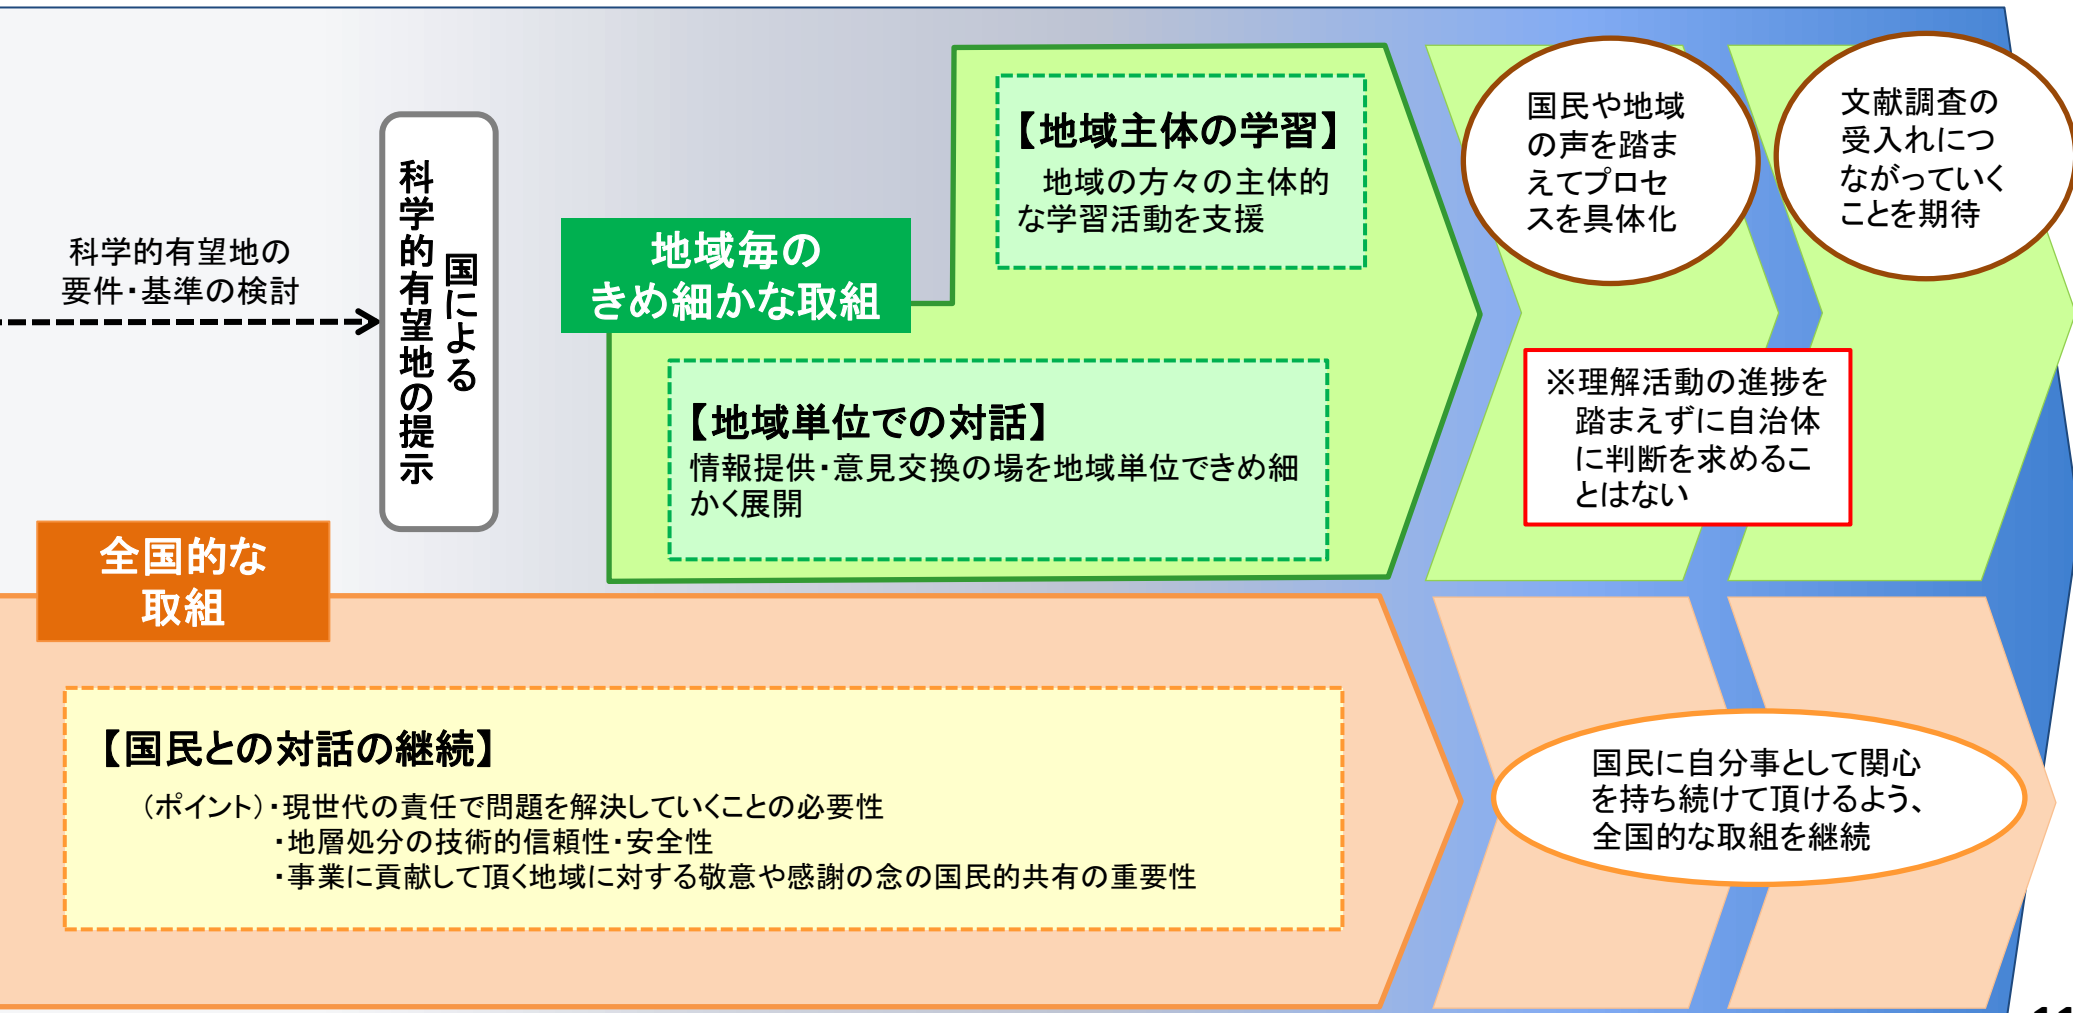 科学的有望地の
要件・基準の検討
国による
科学的有望地の提示
地域毎の
きめ細かな取組
【地域主体の学習】
地域の方々の主体的
な学習活動を支援
【地域単位での対話】
情報提供・意見交換の場を地域単位できめ細
かく展開
国民や地域
の声を踏ま
えてプロセ
スを具体化
文献調査の
受入れにつ
ながっていく
ことを期待
※理解活動の進捗を
踏まえずに自治体
に判断を求めるこ
とはない
全国的な
取組
【国民との対話の継続】
（ポイント）・現世代の責任で問題を解決していくことの必要性
・地層処分の技術的信頼性・安全性
・事業に貢献して頂く地域に対する敬意や感謝の念の国民的共有の重要性
国民に自分事として関心
を持ち続けて頂けるよう、
全国的な取組を継続